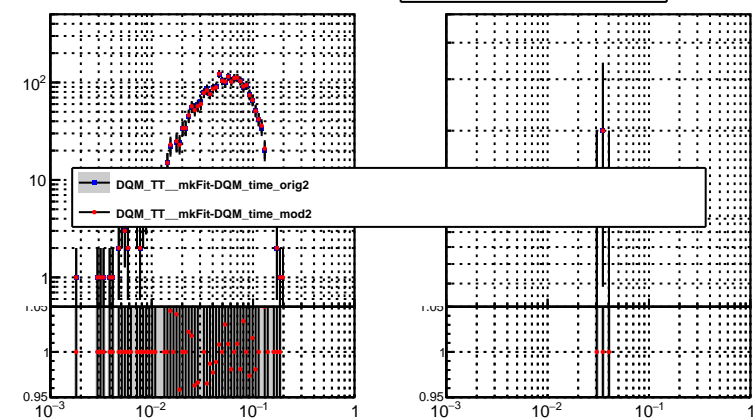 10²
10
DQM_TT__mkFit-DQM_time_orig2
DQM_TT__mkFit-DQM_time_mod2
1
1.05 1.05
1 1
0.95 0.95
10⁻³ 10⁻² 10⁻¹ 1 10⁻³ 10⁻² 10⁻¹ 1